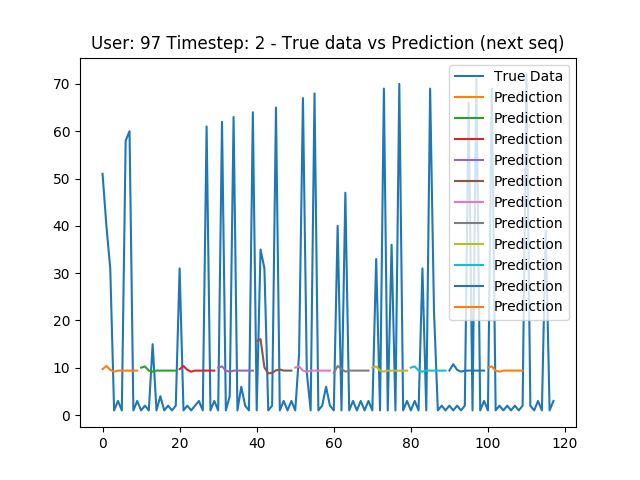 User: 97 Timestep: 2 - True data vs Prediction (next seq)
True Data
Prediction
Prediction
Prediction
Prediction
Prediction
Prediction
Prediction
Prediction
Prediction
Prediction
Prediction
70
60
50
40
30
20
10
0
0 20 40 60 80 100 120